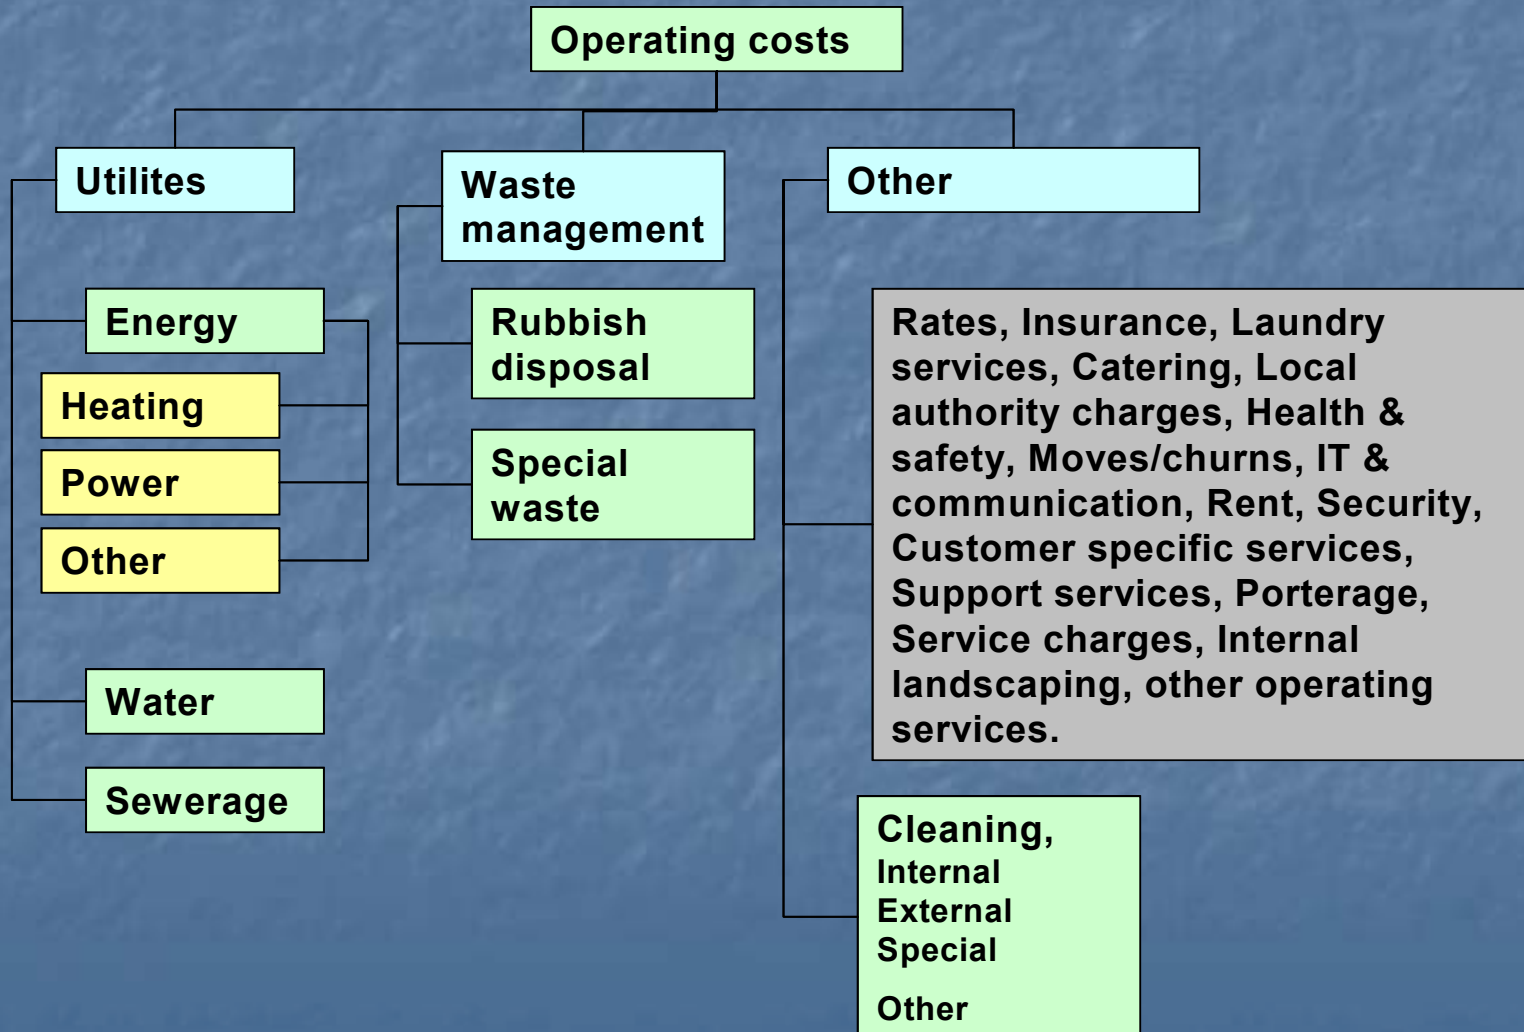 Operating costs
Utilites
Waste
management
Other
Energy
Heating
Power
Other
Water
Sewerage
Rubbish
disposal
Special
waste
Rates, Insurance, Laundry
services, Catering, Local
authority charges, Health &
safety, Moves/churns, IT &
communication, Rent, Security,
Customer specific services,
Support services, Porterage,
Service charges, Internal
landscaping, other operating
services.
Cleaning,
Internal
External
Special
Other